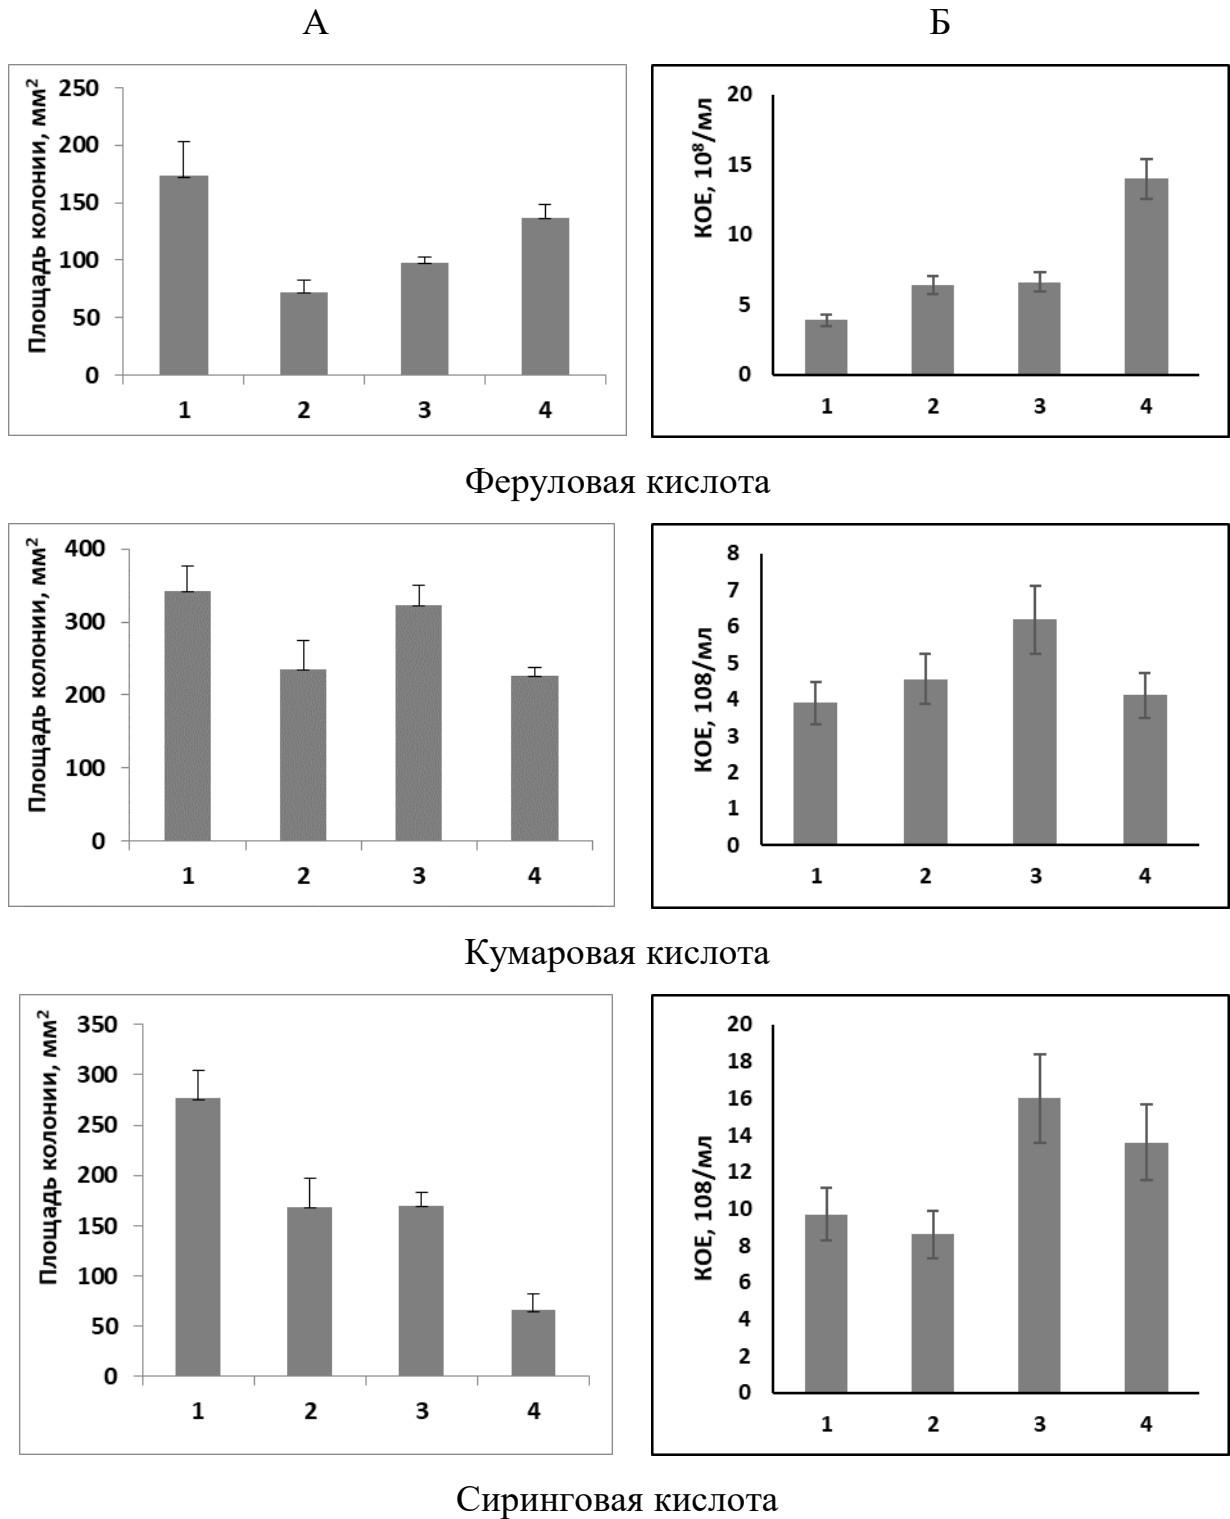 А
Б
Площадь колонии, мм²
250
200
150
100
50
0
1 2 3 4
КОЕ, 10⁸/мл
20
15
10
5
0
1 2 3 4
Феруловая кислота
Площадь колонии, мм²
400
300
200
100
0
1 2 3 4
КОЕ, 108/мл
8
7
6
5
4
3
2
1
0
1 2 3 4
Кумаровая кислота
Площадь колонии, мм²
350
300
250
200
150
100
50
0
1 2 3 4
КОЕ, 108/мл
20
18
16
14
12
10
8
6
4
2
0
1 2 3 4
Сиринговая кислота